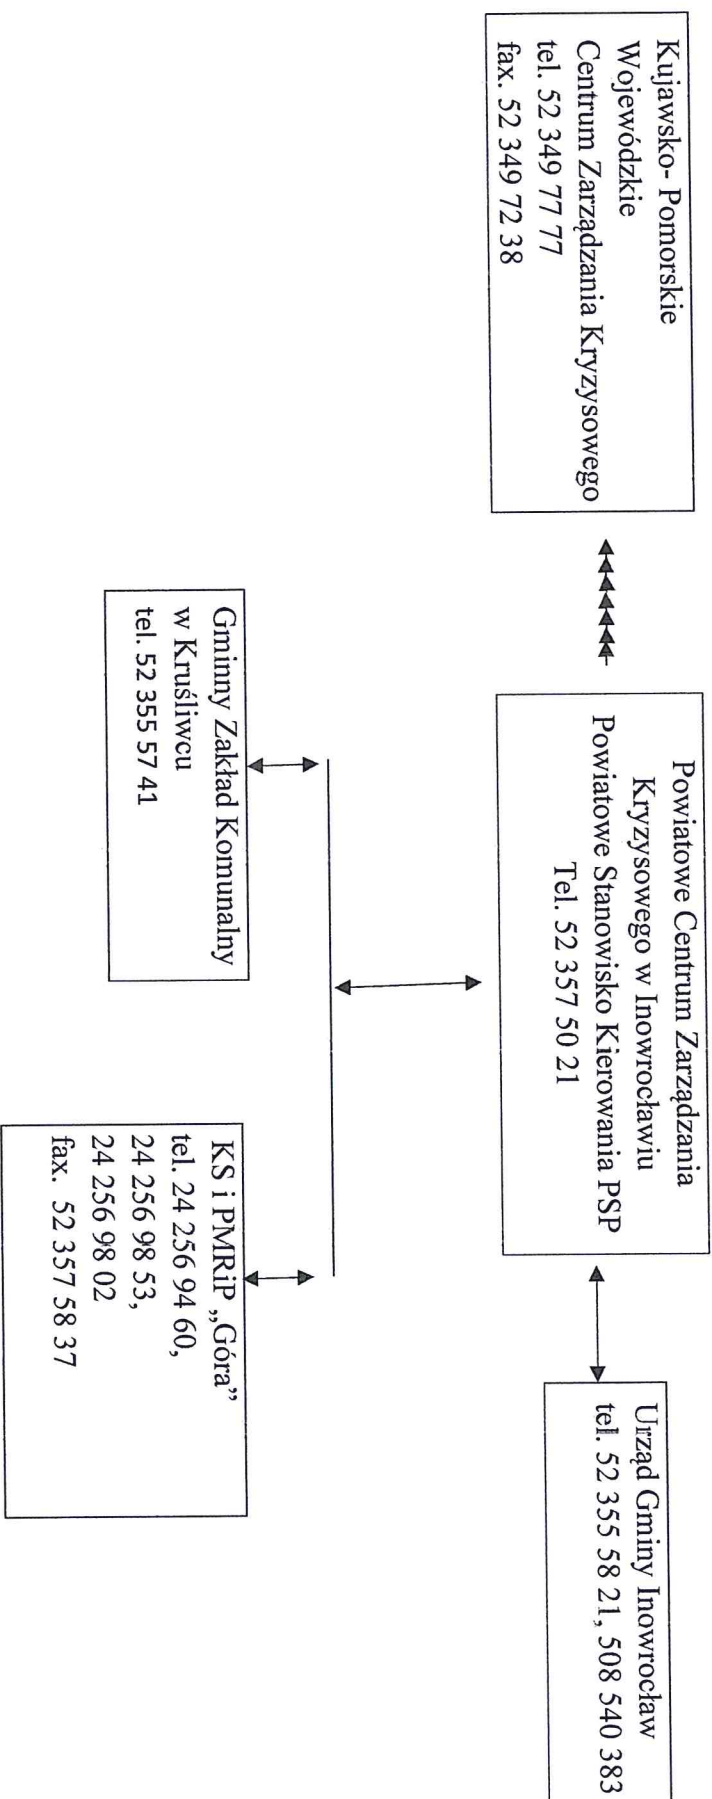 Kujawsko- Pomorskie
Wojewódzkie
Centrum Zarządzania Kryzysowego
tel. 52 349 77 77
fax. 52 349 72 38
Powiatowe Centrum Zarządzania
Kryzysowego w Inowrocławiu
Powiatowe Stanowisko Kierowania PSP
Tel. 52 357 50 21
Urząd Gminy Inowrocław
tel. 52 355 58 21, 508 540 383
Gminny Zakład Komunalny
w Kruśliwcu
tel. 52 355 57 41
KS i PMRiP „Góra”
tel. 24 256 94 60,
24 256 98 53,
24 256 98 02
fax. 52 357 58 37